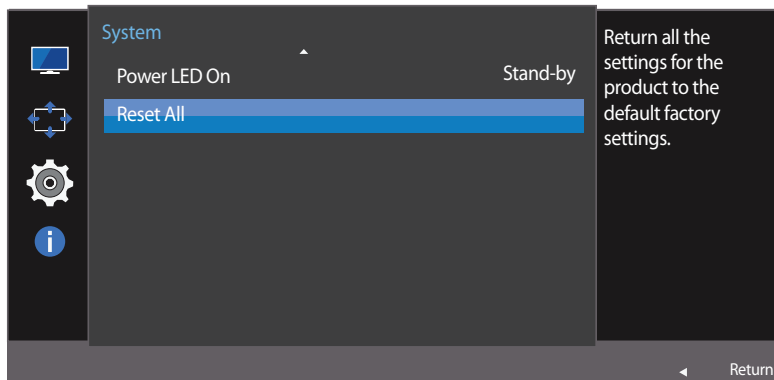 System
Power LED On Stand-by
Reset All
Return all the
settings for the
product to the
default factory
settings.
i
Return